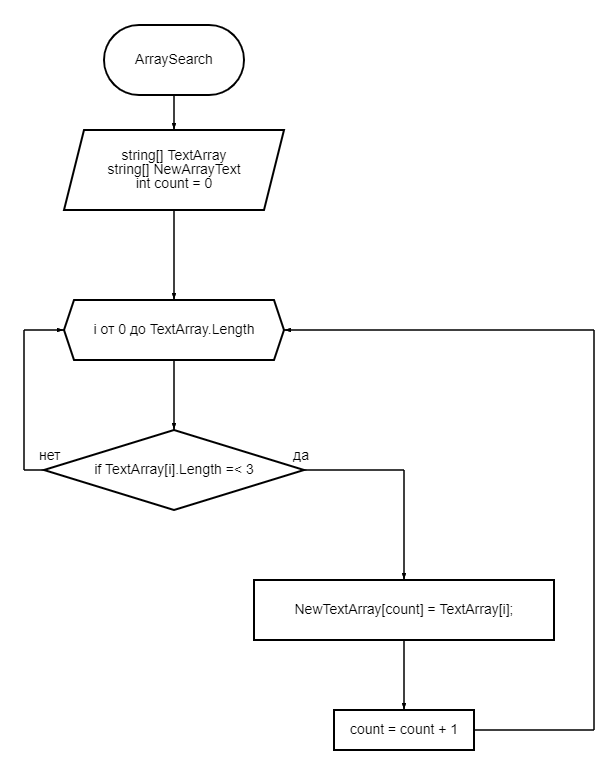 ArraySearch
string[] TextArray
string[] NewArrayText
int count = 0
i от 0 до TextArray.Length
нет
да
if TextArray[i].Length =< 3
NewTextArray[count] = TextArray[i];
count = count + 1